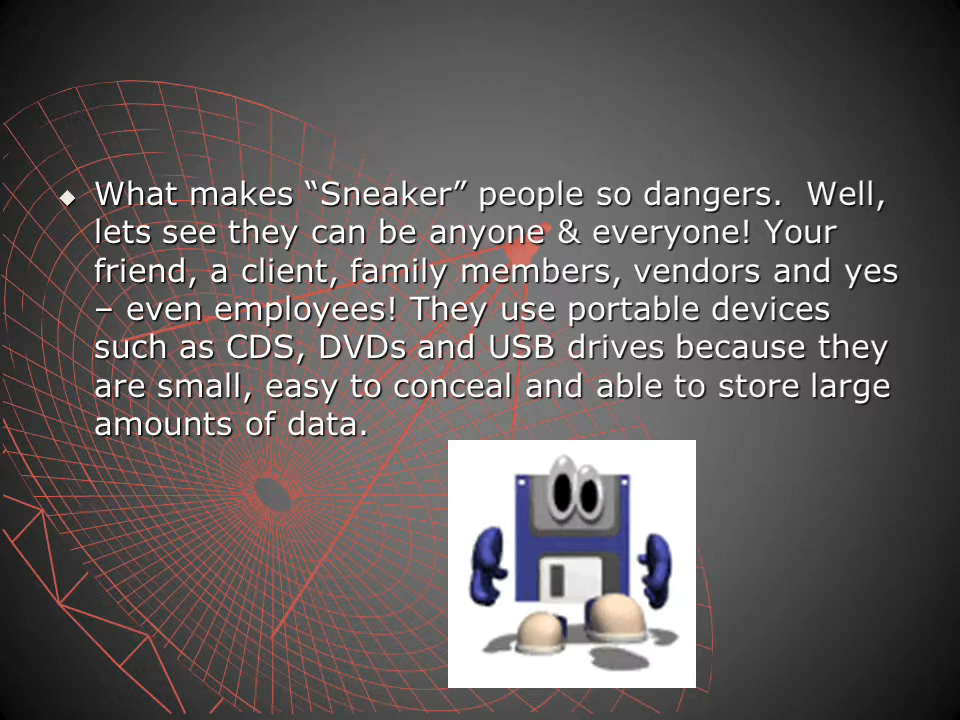 What makes “Sneaker” people so dangers.  Well,
lets see they can be anyone & everyone! Your
friend, a client, family members, vendors and yes
– even employees! They use portable devices
such as CDS, DVDs and USB drives because they
are small, easy to conceal and able to store large
amounts of data.